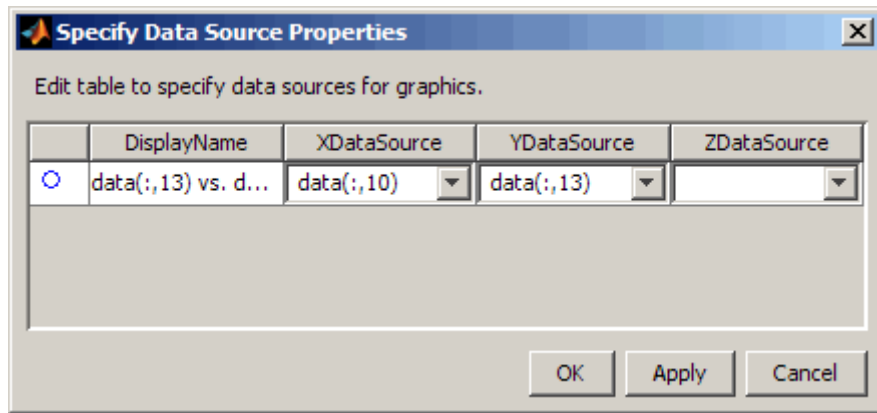 Specify Data Source Properties
Edit table to specify data sources for graphics.
DisplayName XDataSource YDataSource ZDataSource
data(:,13) vs. d... data(:,10) data(:,13)
OK Apply Cancel